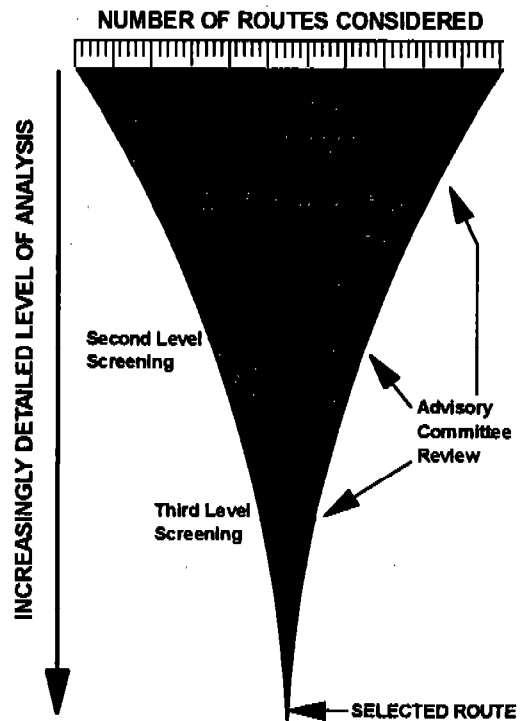 NUMBER OF ROUTES CONSIDERED
INCREASINGLY DETAILED LEVEL OF ANALYSIS
Second Level
Screening
Advisory
Committee
Review
Third Level
Screening
SELECTED ROUTE